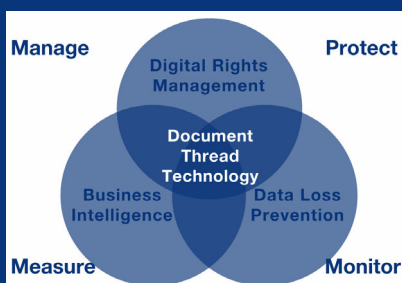 Manage
Protect
Digital Rights
Management
Document
Thread
Technology
Business
Intelligence
Data Loss
Prevention
Measure
Monitor